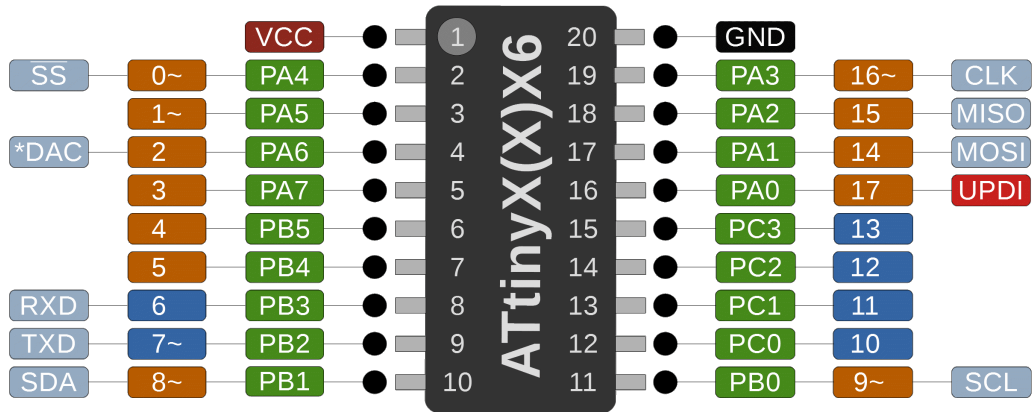 VCC 1 20 GND
SS 0~ PA4 2 19 PA3 16~ CLK
1~ PA5 3 18 PA2 15 MISO
*DAC 2 PA6 4 17 PA1 14 MOSI
3 PA7 5 16 PA0 17 UPDI
4 PB5 6 15 PC3 13
5 PB4 7 14 PC2 12
RXD 6 PB3 8 13 PC1 11
TXD 7~ PB2 9 12 PC0 10
SDA 8~ PB1 10 11 PB0 9~ SCL
ATtinyX(X)X6